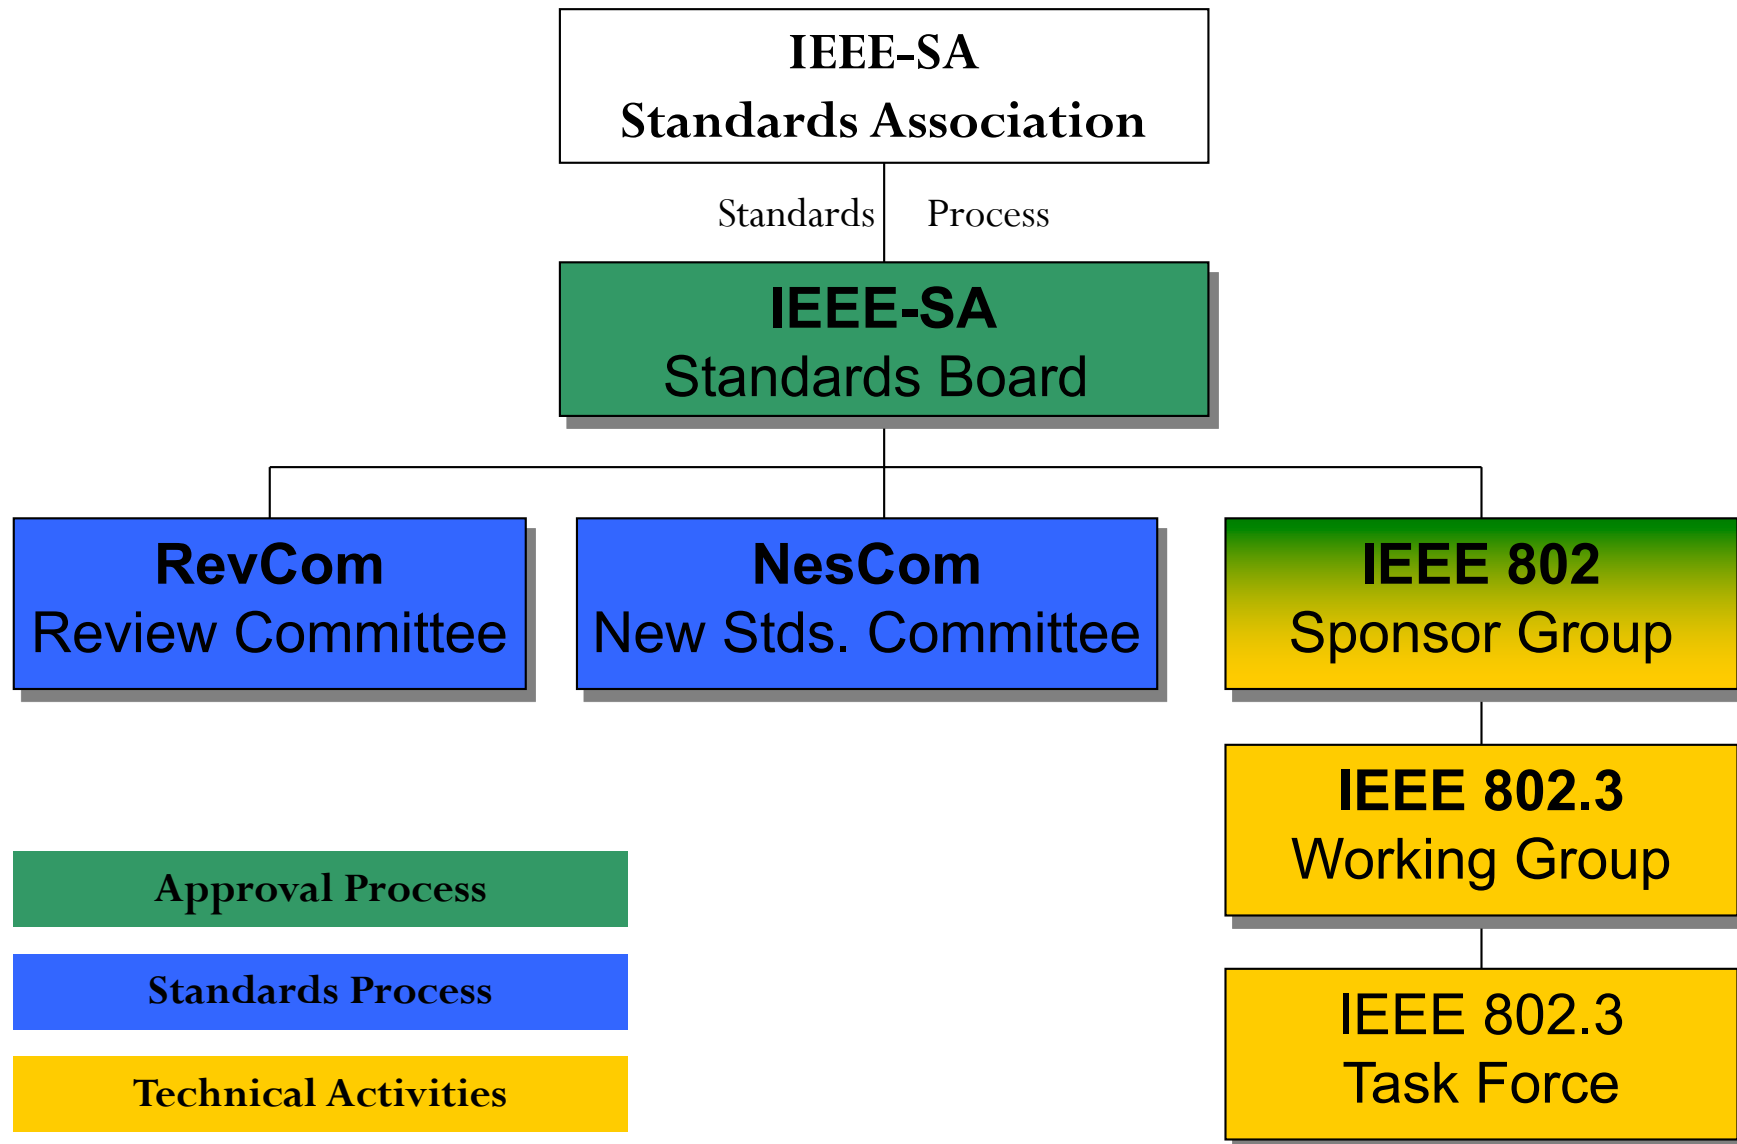 IEEE-SA
Standards Association
Standards Process
IEEE-SA
Standards Board
RevCom
Review Committee
NesCom
New Stds. Committee
IEEE 802
Sponsor Group
IEEE 802.3
Working Group
IEEE 802.3
Task Force
Approval Process
Standards Process
Technical Activities